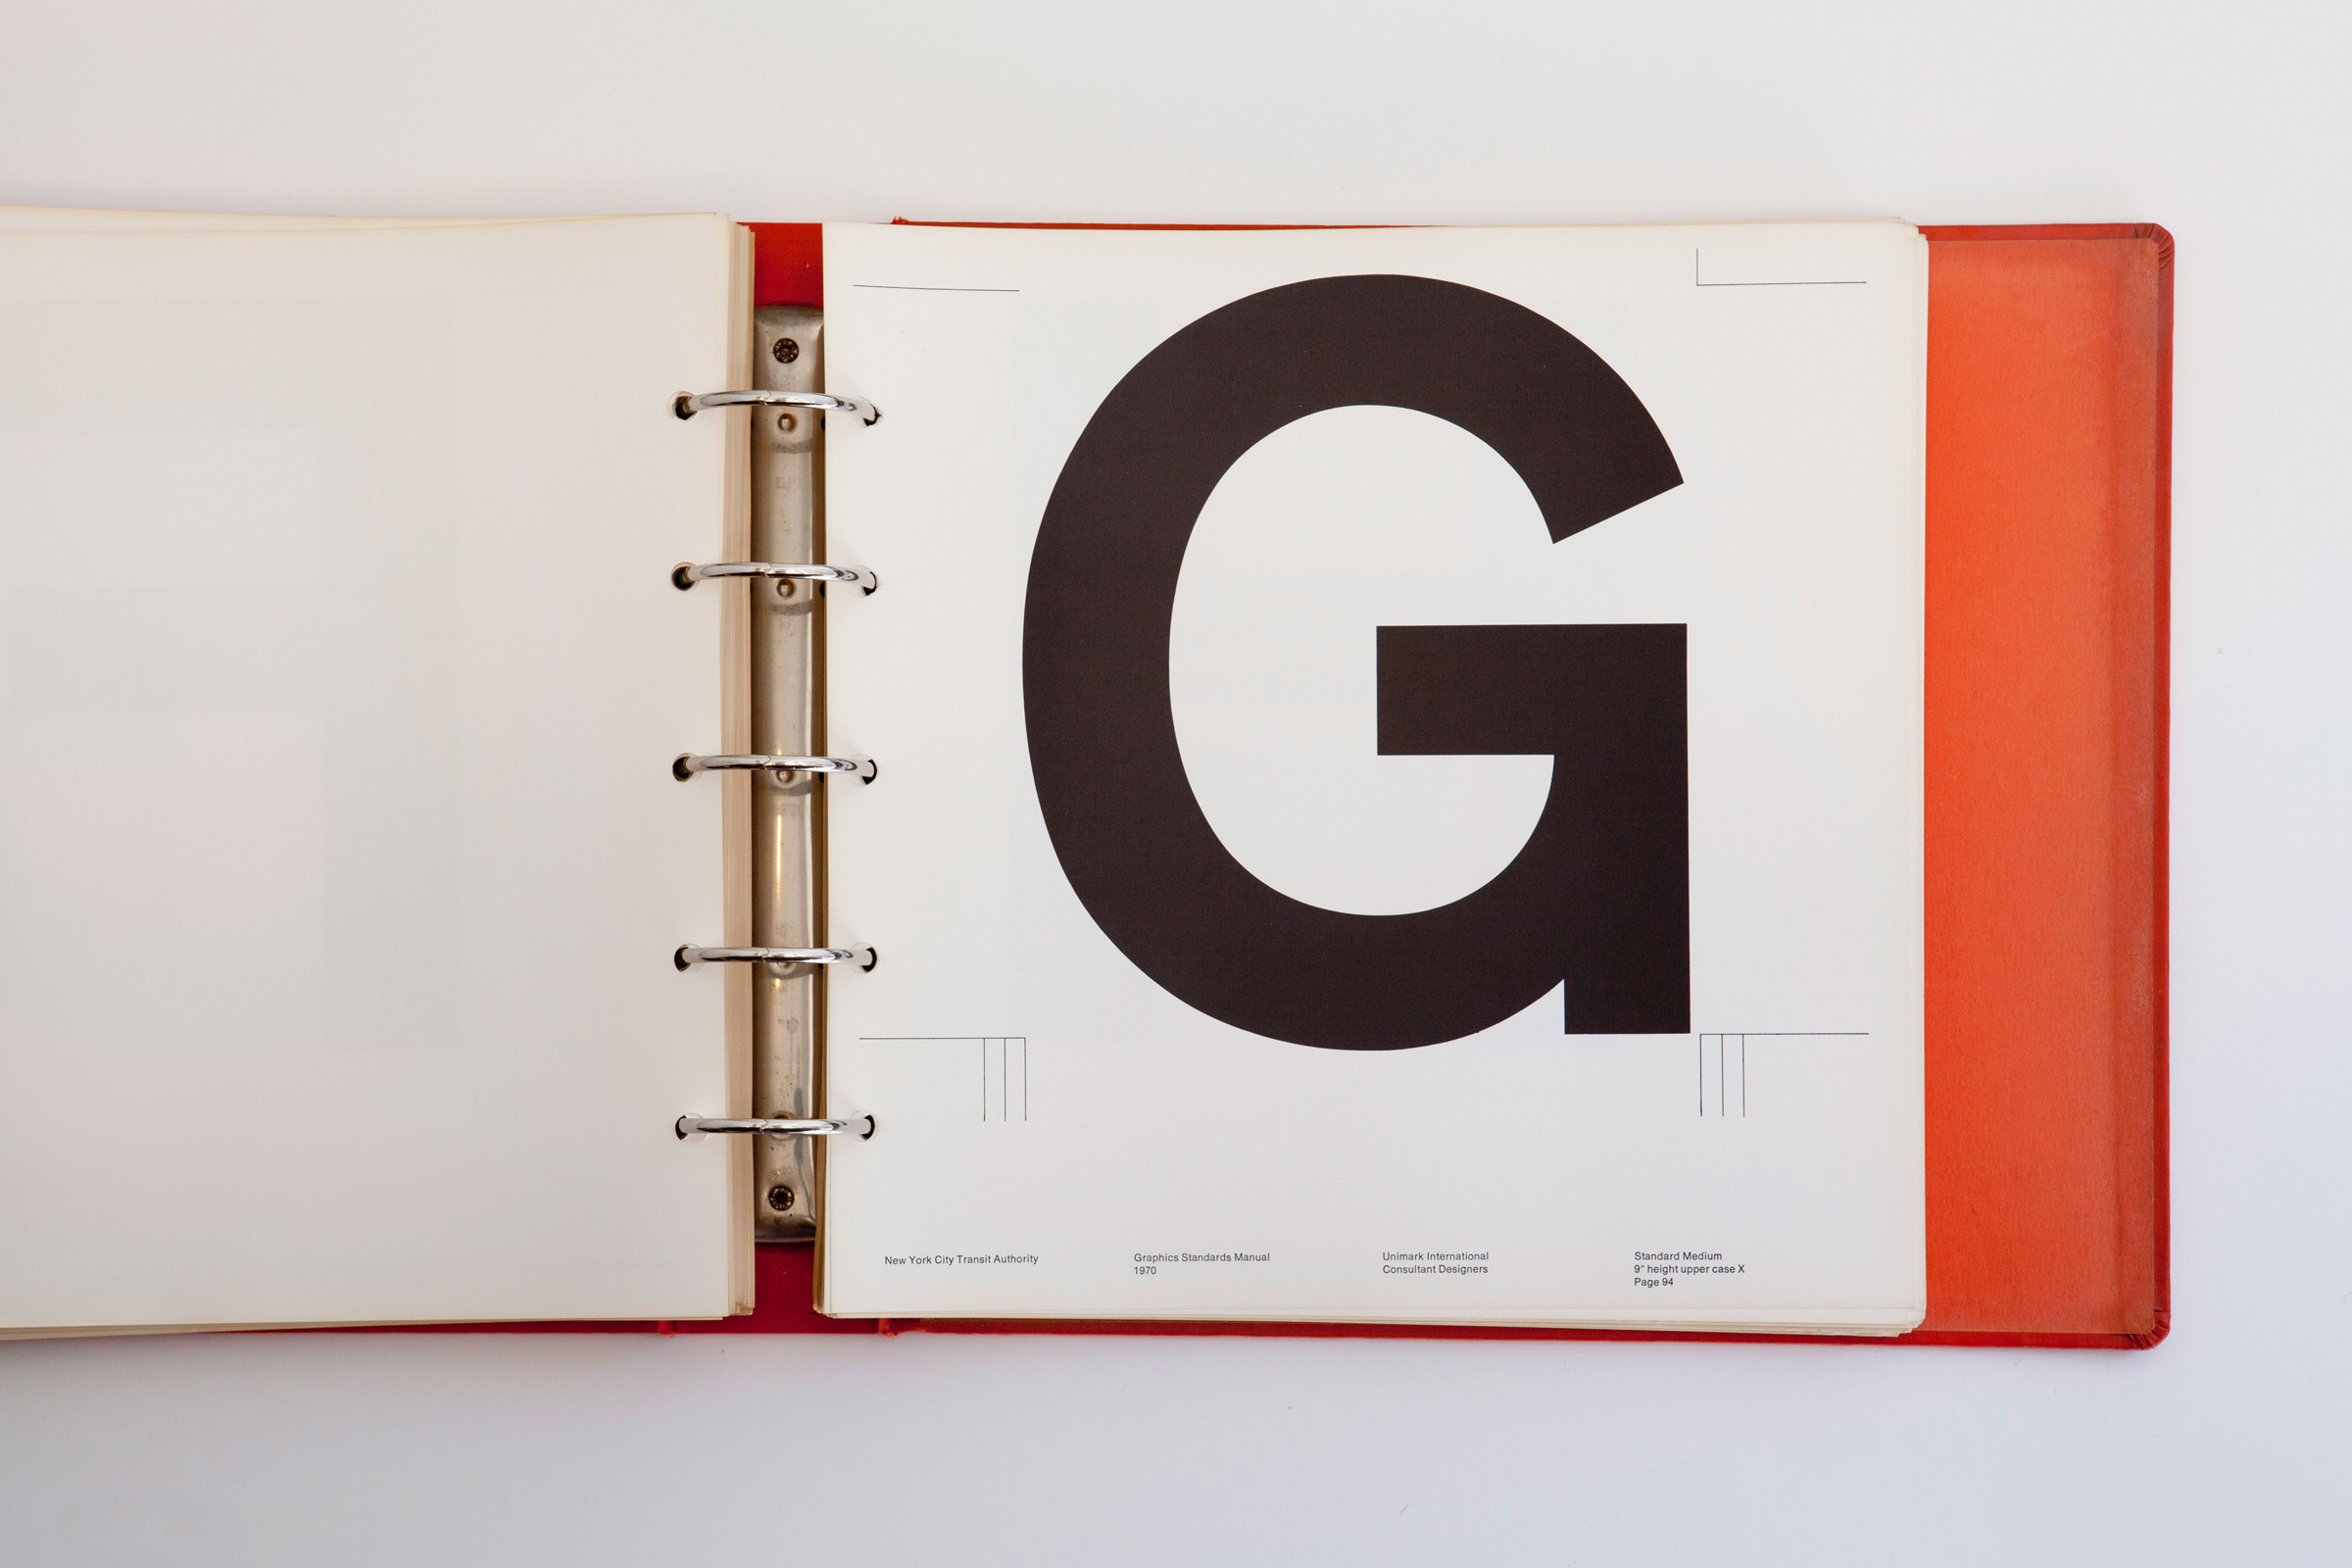 G
New York City Transit Authority
Graphics Standards Manual
1970
Unimark International
Consultant Designers
Standard Medium
9" height upper case X
Page 94